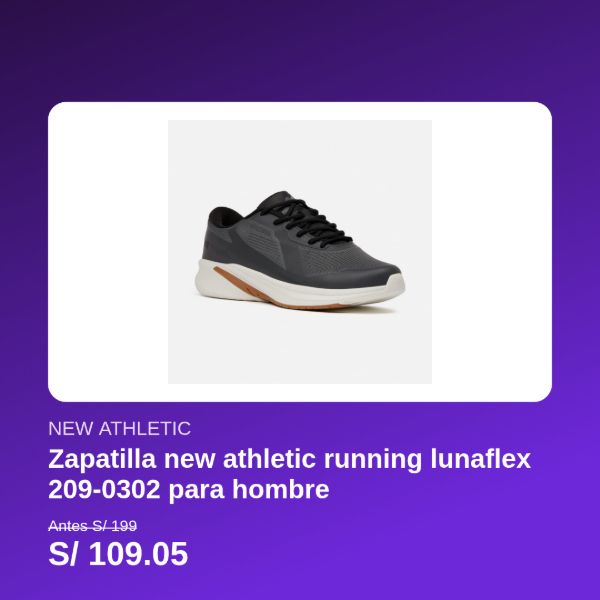 NEW ATHLETIC
Zapatilla new athletic running lunaflex
209-0302 para hombre
Antes S/ 199
S/ 109.05